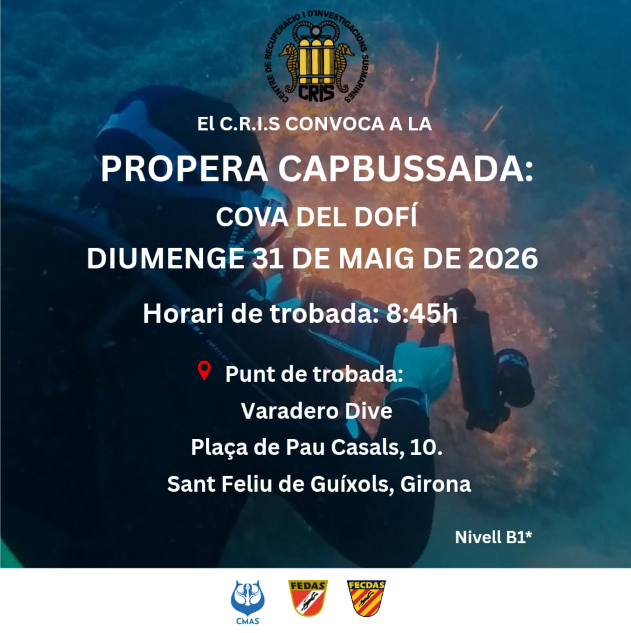 CENTRE DE RECUPERACIO I D'INVESTIGACIONS SUBMARINES
CRIS
El C.R.I.S CONVOCA A LA
PROPERA CAPBUSSADA:
COVA DEL DOFÍ
DIUMENGE 31 DE MAIG DE 2026
Horari de trobada: 8:45h
Punt de trobada:
Varadero Dive
Plaça de Pau Casals, 10.
Sant Feliu de Guíxols, Girona
Nivell B1*
CMAS
FEDAS
FECDAS